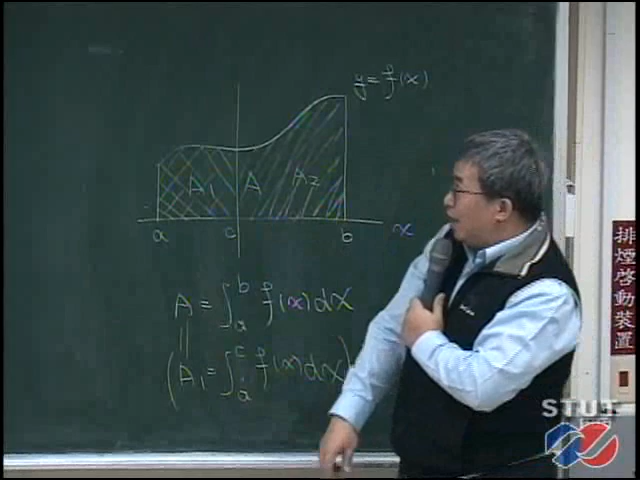 y = f(x)
A₁ A A₂
a c b x
A = ∫_a^b f(x)dx
||
(A₁ = ∫_a^c f(x)dx)
排煙啓動裝置
STUT